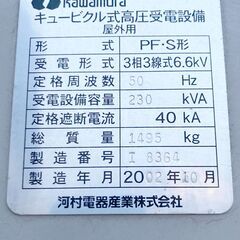 Kawamura
キュービクル式高圧受電設備
屋外用
形式 PF・S形
受電形式 3相3線式6.6kV
定格周波数 50 Hz
設備容量 230 kVA
定格遮断電流 40 kA
総質量 1495 kg
製造番号 I 8364
製造年月 2002年10月
河村電器産業株式会社